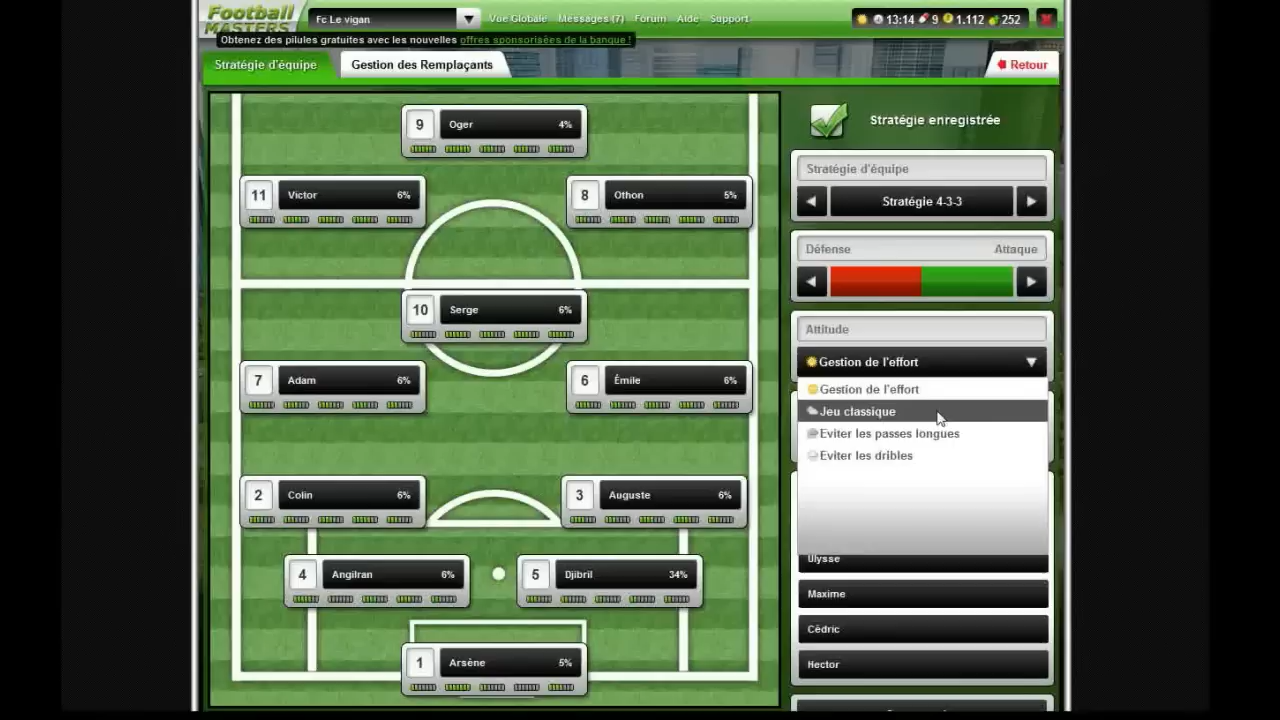 Football
MASTERS
Fc Le vigan
Vue Globale Messages (7) Forum Aide Support
13:14 9 1.112 252
Obtenez des pilules gratuites avec les nouvelles offres sponsorisées de la banque !
Stratégie d'équipe
Gestion des Remplaçants
Retour
9 Oger 4%
Stratégie enregistrée
Stratégie d'équipe
11 Victor 6%
8 Othon 5%
Stratégie 4-3-3
Défense Attaque
10 Serge 6%
Attitude
Gestion de l'effort
7 Adam 6%
6 Émile 6%
Gestion de l'effort
Jeu classique
Eviter les passes longues
Eviter les dribles
2 Colin 6%
3 Auguste 6%
Ulysse
4 Angilran 6%
5 Djibril 34%
Maxime
Cédric
1 Arsène 5%
Hector